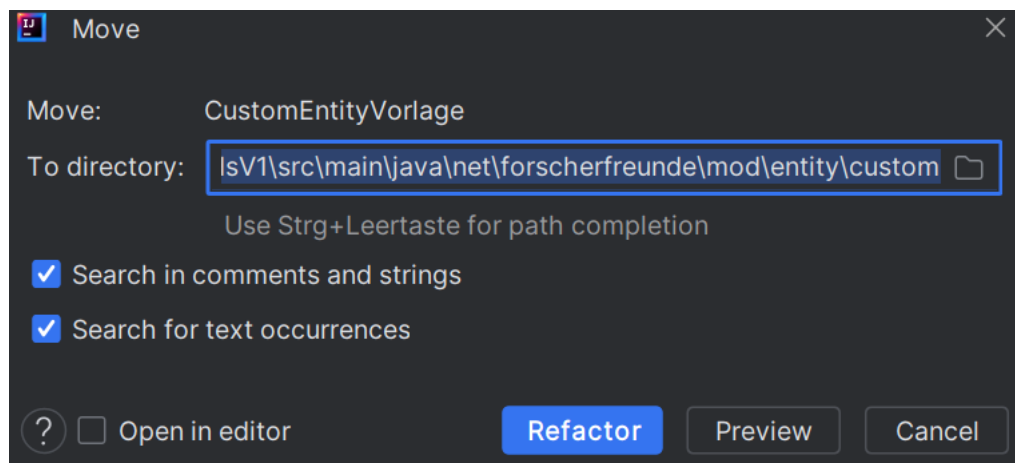 IJ
Move
Move: CustomEntityVorlage
To directory: lsV1\src\main\java\net\forscherfreunde\mod\entity\custom
Use Strg+Leertaste for path completion
Search in comments and strings
Search for text occurrences
? Open in editor Refactor Preview Cancel